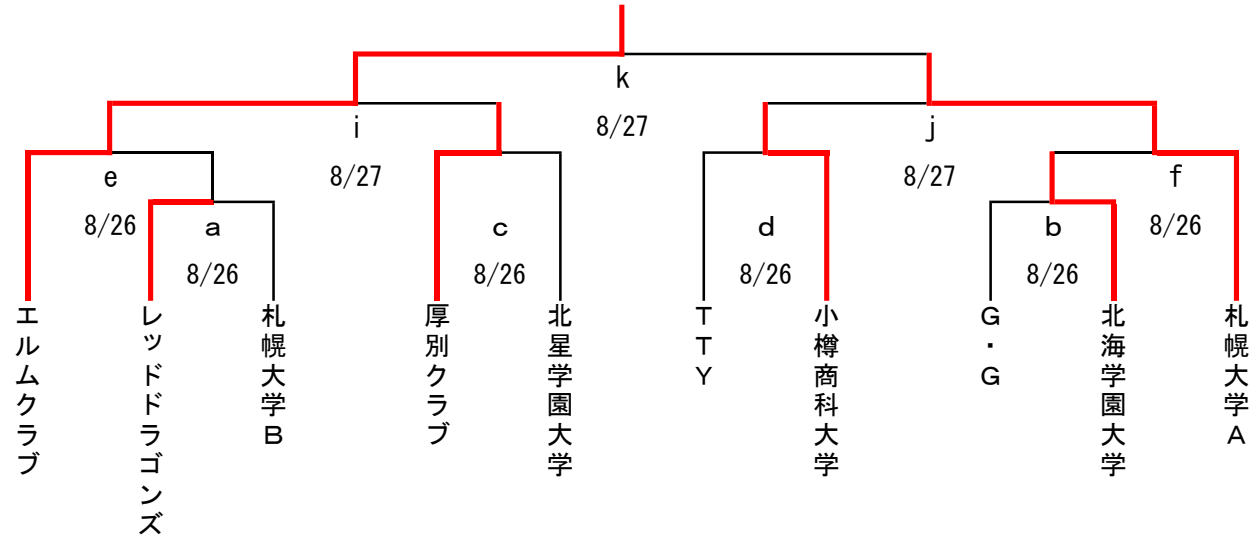 k
8/27
i
8/27
j
8/27
e
8/26
f
8/26
a
8/26
c
8/26
d
8/26
b
8/26
エルムクラブ
レッドドラゴンズ
札幌大学B
厚別クラブ
北星学園大学
TTY
小樽商科大学
G・G
北海学園大学
札幌大学A